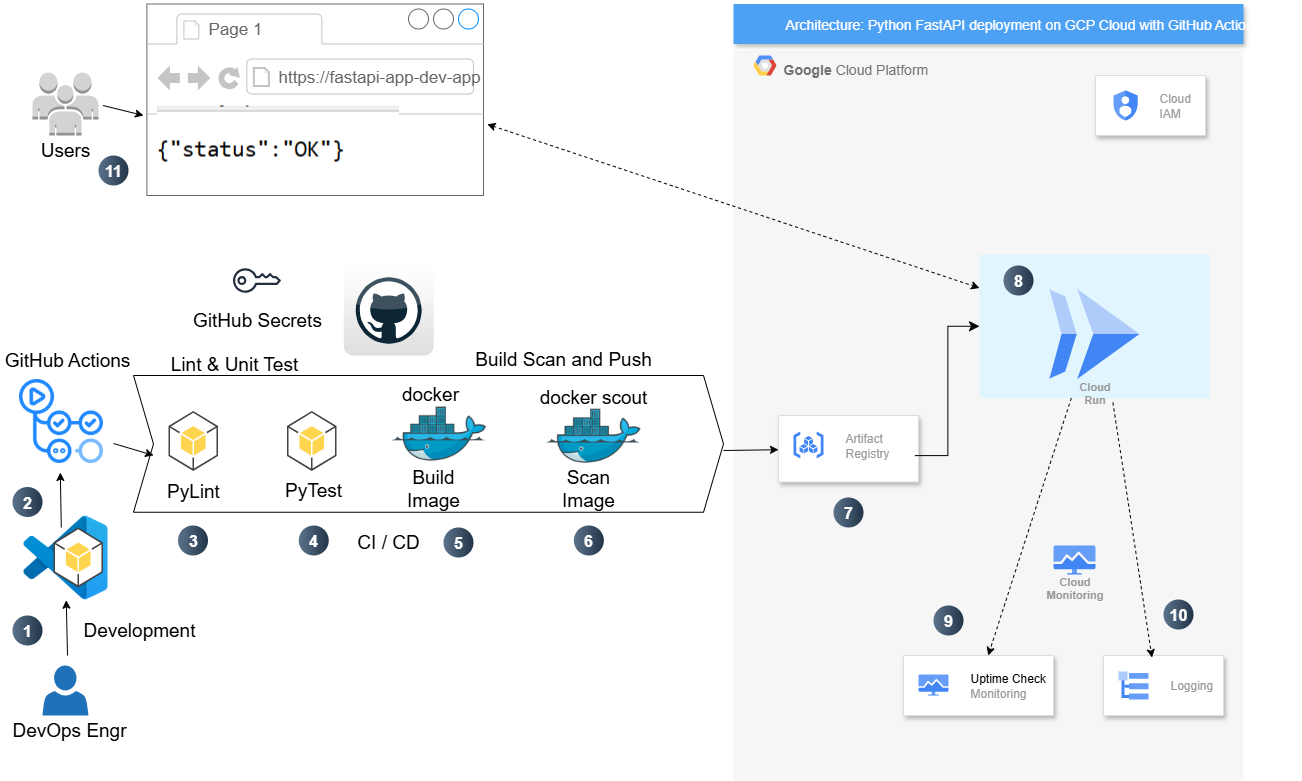 Page 1
https://fastapi-app-dev-app
{"status":"OK"}
Users
11
Architecture: Python FastAPI deployment on GCP Cloud with GitHub Actio
Google Cloud Platform
Cloud
IAM
8
Cloud
Run
GitHub Secrets
GitHub Actions
Lint & Unit Test
Build Scan and Push
docker
docker scout
PyLint
PyTest
Build
Image
Scan
Image
3
4
CI / CD
5
6
2
1
Development
DevOps Engr
Artifact
Registry
7
Cloud
Monitoring
9
10
Uptime Check
Monitoring
Logging